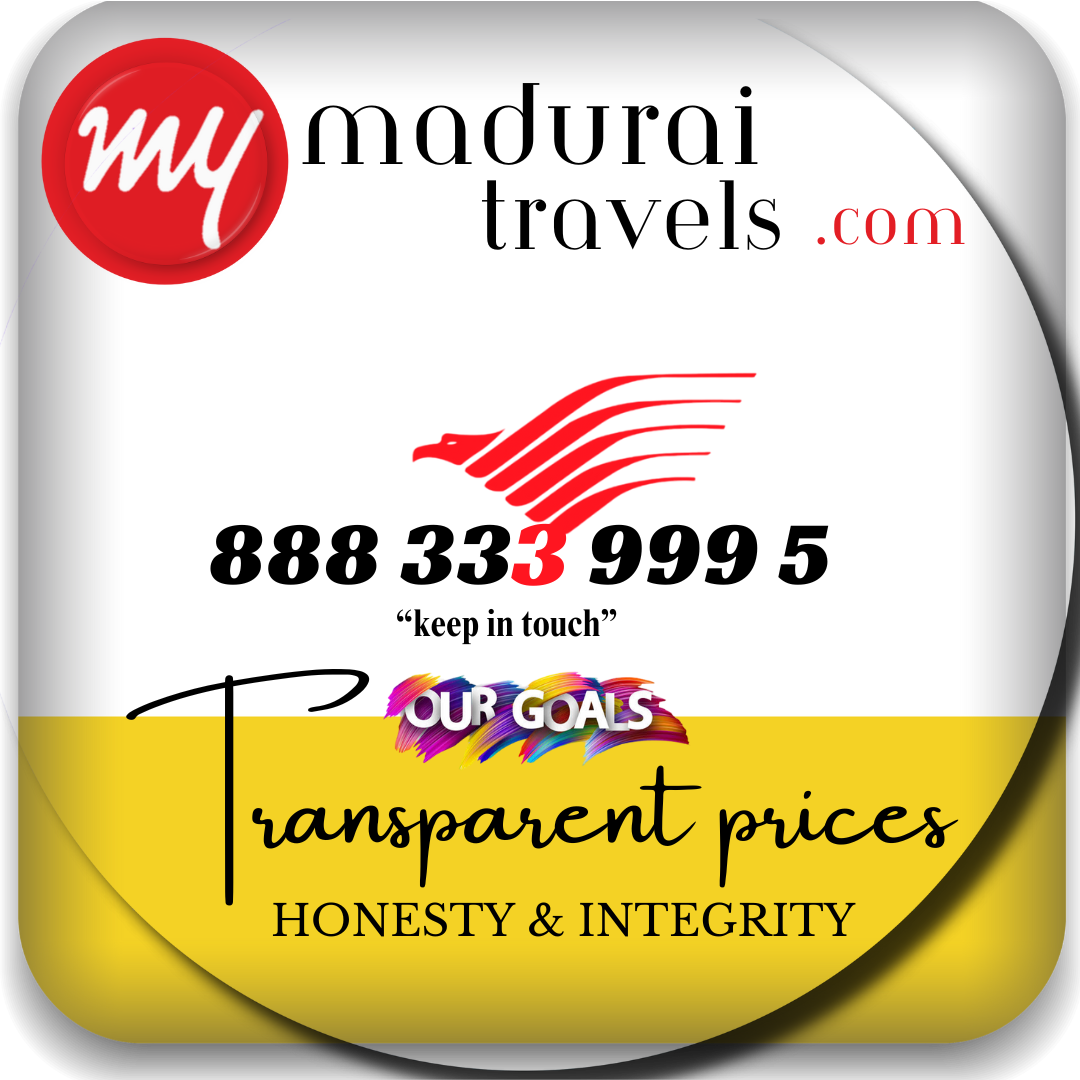 my madurai
travels .com
888 333 999 5
“keep in touch”
OUR GOALS
Transparent prices
HONESTY & INTEGRITY